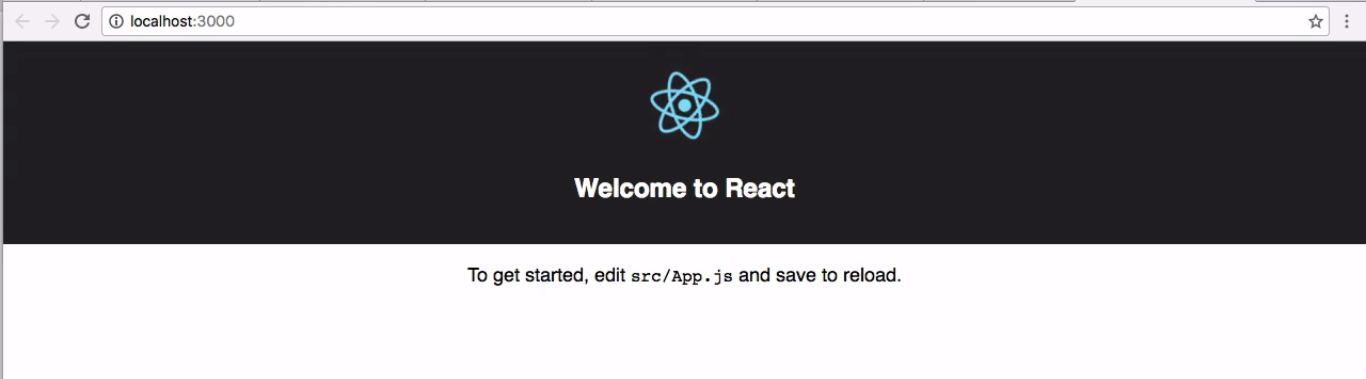 localhost:3000
Welcome to React
To get started, edit src/App.js and save to reload.